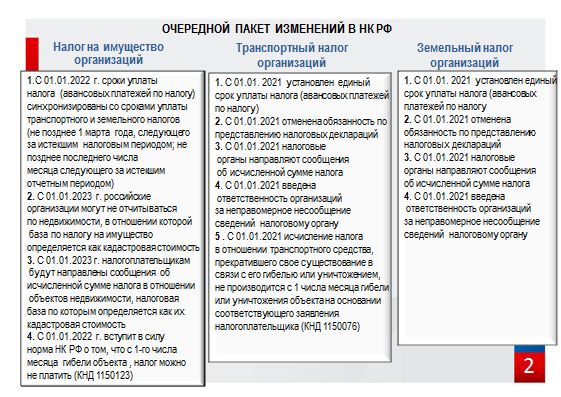 ОЧЕРЕДНОЙ ПАКЕТ ИЗМЕНЕНИЙ В НК РФ
Налог на имущество
организаций
1.С 01.01.2022 г. сроки уплаты
налога (авансовых платежей по налогу)
синхронизированы со сроками уплаты
транспортного и земельного налогов
(не позднее 1 марта года, следующего
за истекшим налоговым периодом; не
позднее последнего числа
месяца следующего за истекшим
отчетным периодом)
2. С 01.01.2023 г. российские
организации могут не отчитываться
по недвижимости, в отношении которой
база по налогу на имущество
определяется как кадастровая стоимость
3. С 01.01.2023 г. налогоплательщикам
будут направлены сообщения об
исчисленной сумме налога в отношении
объектов недвижимости, налоговая
база по которым определяется как их
кадастровая стоимость
4. С 01.01.2022 г. вступит в силу
норма НК РФ о том, что с 1-го числа
месяца гибели объекта , налог можно
не платить (КНД 1150123)
Транспортный налог
организаций
1. С 01.01. 2021 установлен единый
срок уплаты налога (авансовых платежей
по налогу)
2. С 01.01.2021 отменена обязанность по
представлению налоговых деклараций
3. С 01.01.2021 налоговые
органы направляют сообщения
об исчисленной сумме налога
4. С 01.01.2021 введена
ответственность организаций
за неправомерное несообщение
сведений налоговому органу
5 . С 01.01.2021 исчисление налога
в отношении транспортного средства,
прекратившего свое существование в
связи с его гибелью или уничтожением,
не производится с 1 числа месяца гибели
или уничтожения объекта на основании
соответствующего заявления
налогоплательщика (КНД 1150076)
Земельный налог
организаций
1. С 01.01. 2021 установлен единый
срок уплаты налога (авансовых
платежей по налогу
2. С 01.01.2021 отменена
обязанность по представлению
налоговых деклараций
3. С 01.01.2021 налоговые
органы направляют сообщения
об исчисленной сумме налога
4. С 01.01.2021 введена
ответственность организаций
за неправомерное несообщение
сведений налоговому органу
2